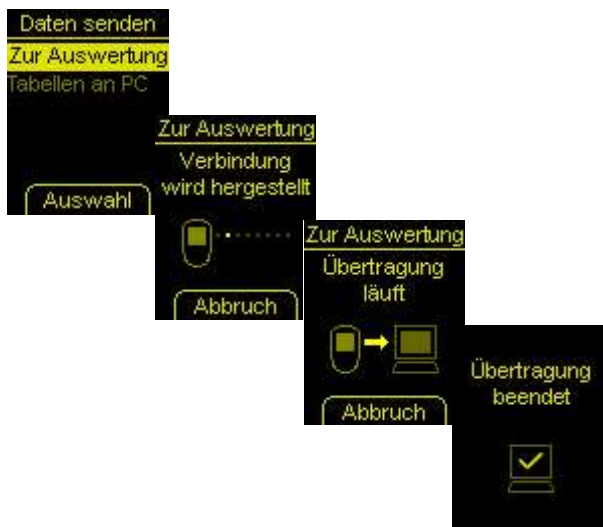 Daten senden
Zur Auswertung
Tabellen an PC
Auswahl
Zur Auswertung
Verbindung
wird hergestellt
Abbruch
Zur Auswertung
Übertragung
läuft
Abbruch
Übertragung
beendet